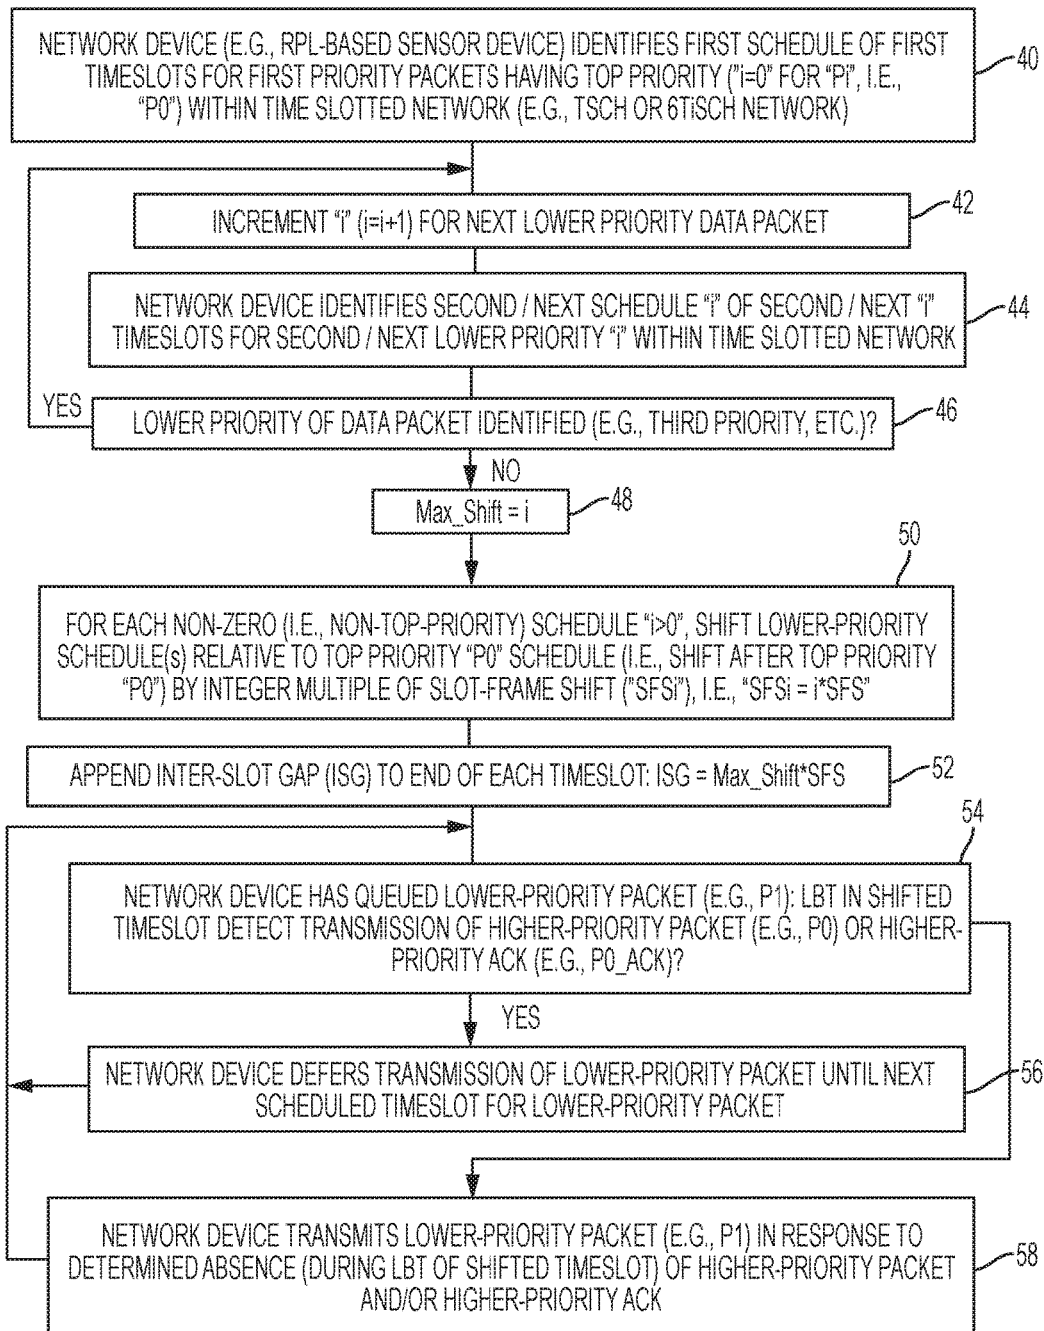 NETWORK DEVICE (E.G., RPL-BASED SENSOR DEVICE) IDENTIFIES FIRST SCHEDULE OF FIRST
TIMESLOTS FOR FIRST PRIORITY PACKETS HAVING TOP PRIORITY ("i=0" FOR "Pi", I.E.,
"P0") WITHIN TIME SLOTTED NETWORK (E.G., TSCH OR 6TiSCH NETWORK)
40
INCREMENT "i" (i=i+1) FOR NEXT LOWER PRIORITY DATA PACKET
42
NETWORK DEVICE IDENTIFIES SECOND / NEXT SCHEDULE "i" OF SECOND / NEXT "i"
TIMESLOTS FOR SECOND / NEXT LOWER PRIORITY "i" WITHIN TIME SLOTTED NETWORK
44
YES
LOWER PRIORITY OF DATA PACKET IDENTIFIED (E.G., THIRD PRIORITY, ETC.)?
46
NO
Max_Shift = i
48
50
FOR EACH NON-ZERO (I.E., NON-TOP-PRIORITY) SCHEDULE "i>0", SHIFT LOWER-PRIORITY
SCHEDULE(S) RELATIVE TO TOP PRIORITY "P0" SCHEDULE (I.E., SHIFT AFTER TOP PRIORITY
"P0") BY INTEGER MULTIPLE OF SLOT-FRAME SHIFT ("SFSi"), I.E., "SFSi = i*SFS"
APPEND INTER-SLOT GAP (ISG) TO END OF EACH TIMESLOT: ISG = Max_Shift*SFS
52
54
NETWORK DEVICE HAS QUEUED LOWER-PRIORITY PACKET (E.G., P1): LBT IN SHIFTED
TIMESLOT DETECT TRANSMISSION OF HIGHER-PRIORITY PACKET (E.G., P0) OR HIGHER-
PRIORITY ACK (E.G., P0_ACK)?
YES
NETWORK DEVICE DEFERS TRANSMISSION OF LOWER-PRIORITY PACKET UNTIL NEXT
SCHEDULED TIMESLOT FOR LOWER-PRIORITY PACKET
56
NETWORK DEVICE TRANSMITS LOWER-PRIORITY PACKET (E.G., P1) IN RESPONSE TO
DETERMINED ABSENCE (DURING LBT OF SHIFTED TIMESLOT) OF HIGHER-PRIORITY PACKET
AND/OR HIGHER-PRIORITY ACK
58